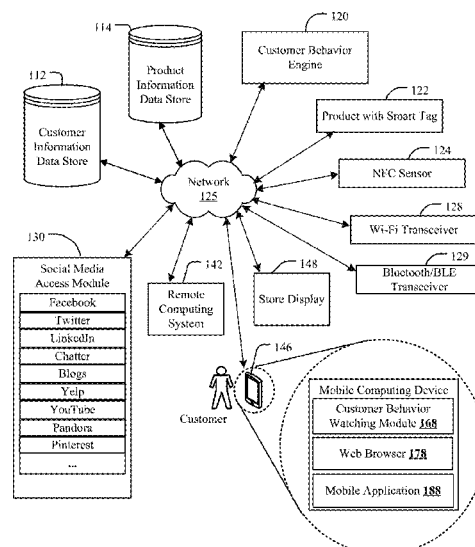 114
120
Product
Information
Data Store
Customer Behavior
Engine
112
122
Customer
Information
Data Store
Product with Smart Tag
124
NFC Sensor
Network
125
128
Wi-Fi Transceiver
130
129
Bluetooth/BLE
Transceiver
Social Media
Access Module
142
148
Facebook
Twitter
LinkedIn
Chatter
Blogs
Yelp
YouTube
Pandora
Pinterest
...
Remote
Computing
System
Store Display
146
Customer
Mobile Computing Device
Customer Behavior
Watching Module 168
Web Browser 178
Mobile Application 188